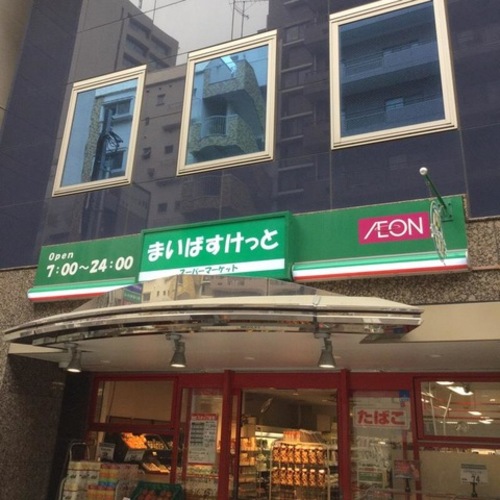 Open
7:00～24:00
まいばすけっと
スーパーマーケット
ÆON
たばこ